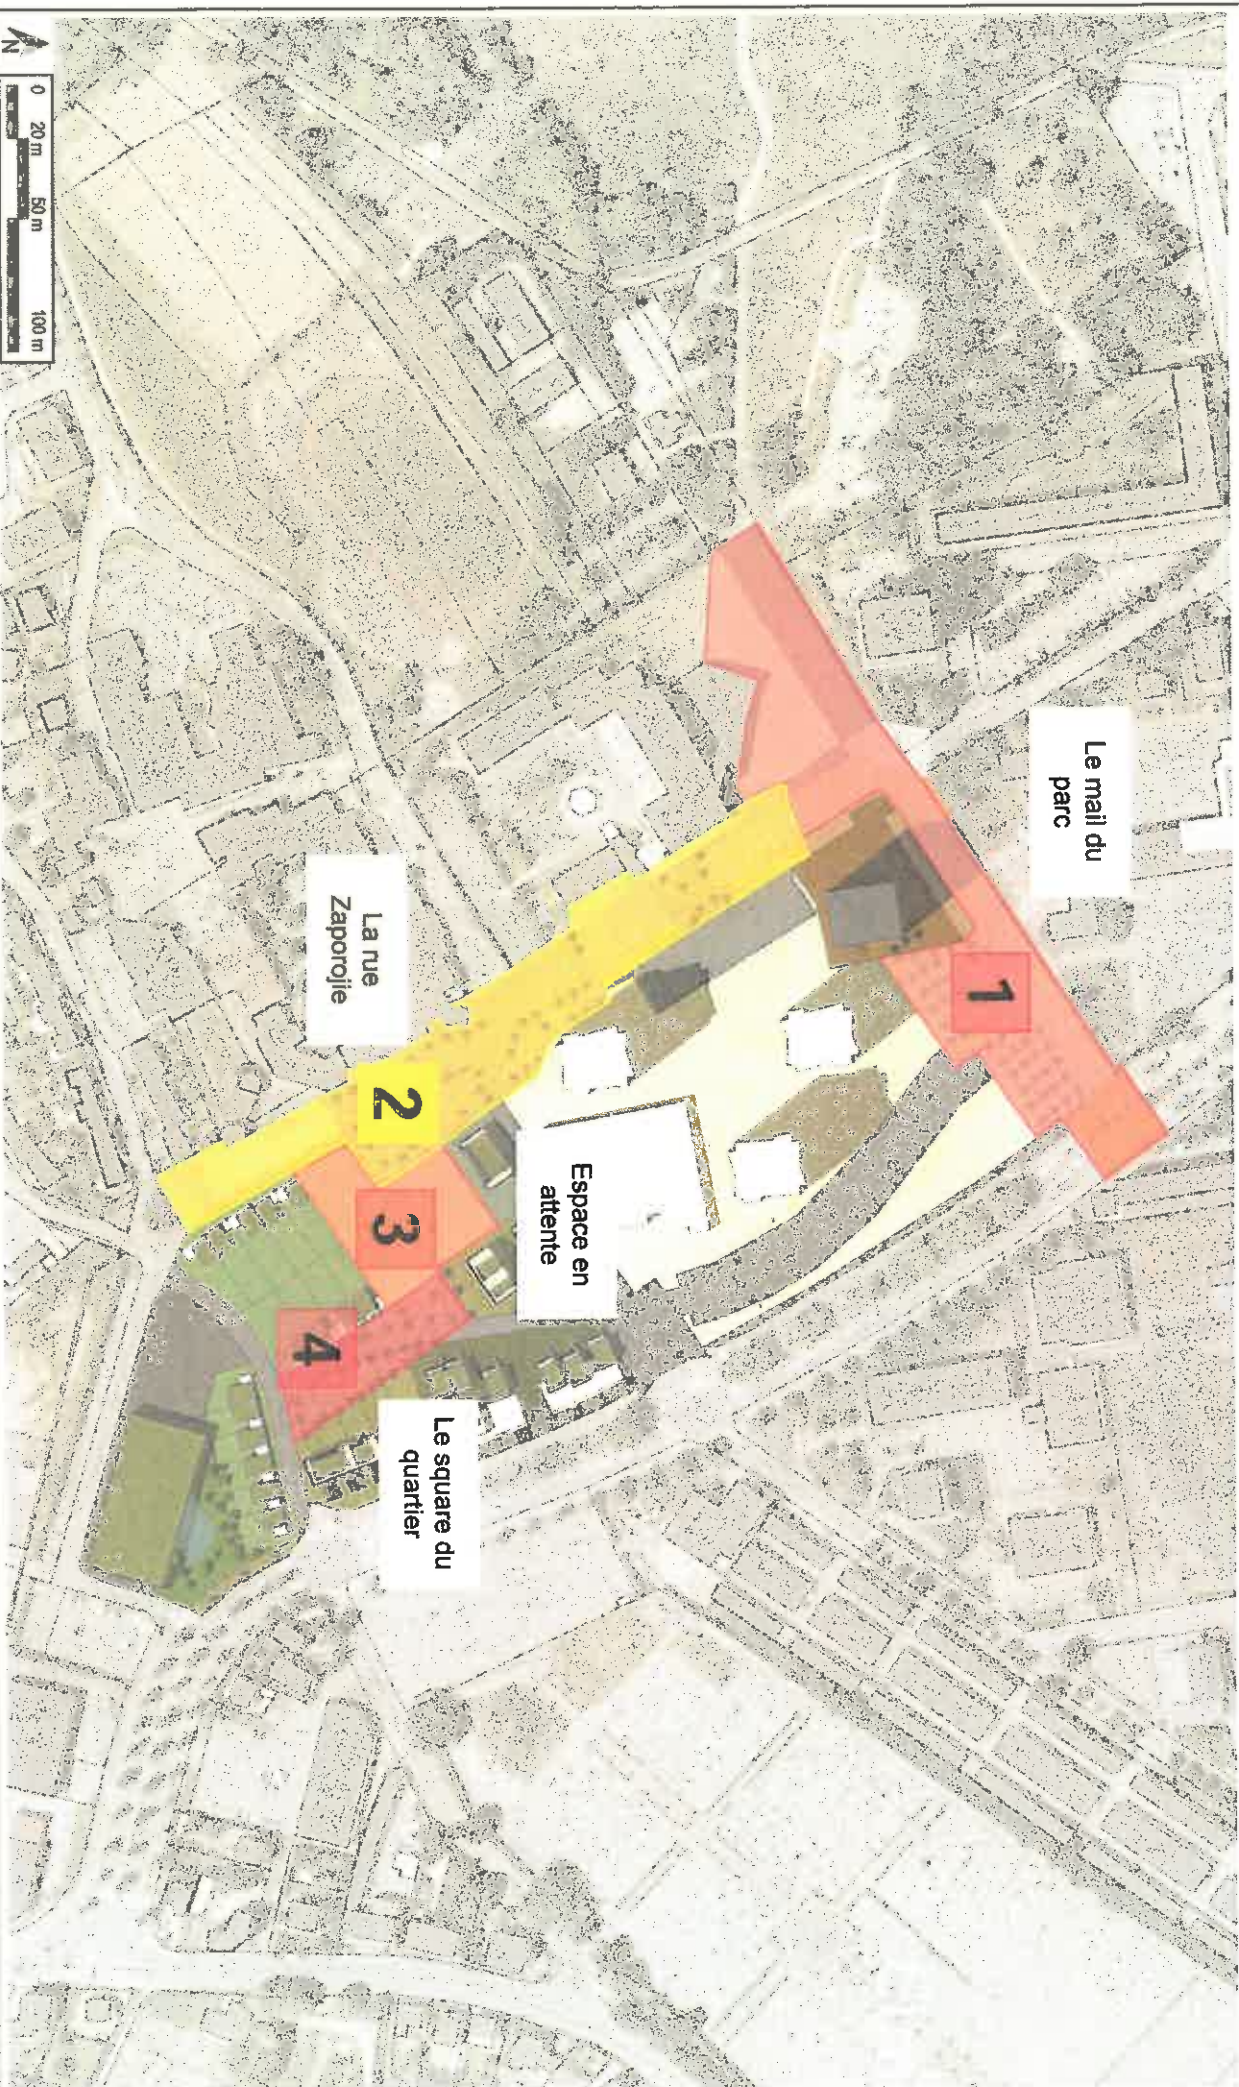 Le mail du
parc
1
La rue
Zaporojie
2
Espace en
attente
3
4
Le square du
quartier
N
0 20 m 50 m 100 m